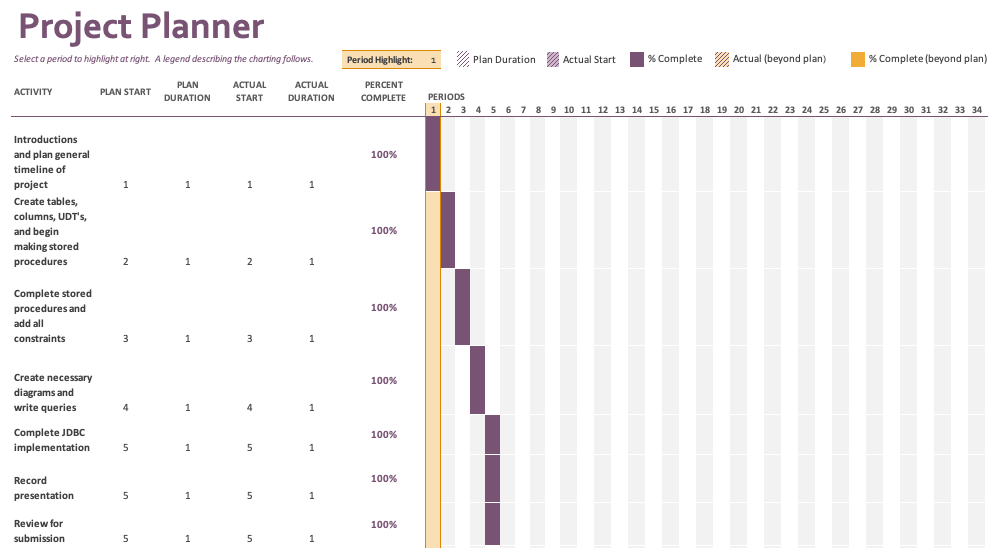 Project Planner
Select a period to highlight at right.  A legend describing the charting follows.
Period Highlight: 1
Plan Duration
Actual Start
% Complete
Actual (beyond plan)
% Complete (beyond plan)
ACTIVITY
PLAN START
PLAN
DURATION
ACTUAL
START
ACTUAL
DURATION
PERCENT
COMPLETE
PERIODS
1 2 3 4 5 6 7 8 9 10 11 12 13 14 15 16 17 18 19 20 21 22 23 24 25 26 27 28 29 30 31 32 33 34
Introductions
and plan general
timeline of
project
1 1 1 1
100%
Create tables,
columns, UDT's,
and begin
making stored
procedures
2 1 2 1
100%
Complete stored
procedures and
add all
constraints
3 1 3 1
100%
Create necessary
diagrams and
write queries
4 1 4 1
100%
Complete JDBC
implementation
5 1 5 1
100%
Record
presentation
5 1 5 1
100%
Review for
submission
5 1 5 1
100%